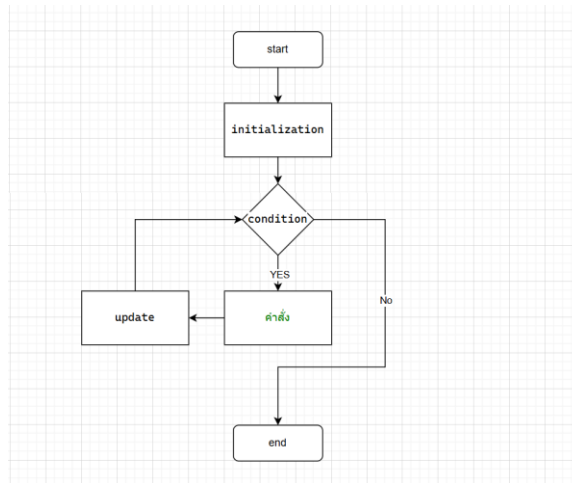 start
initialization
condition
YES
No
update
คำสั่ง
end